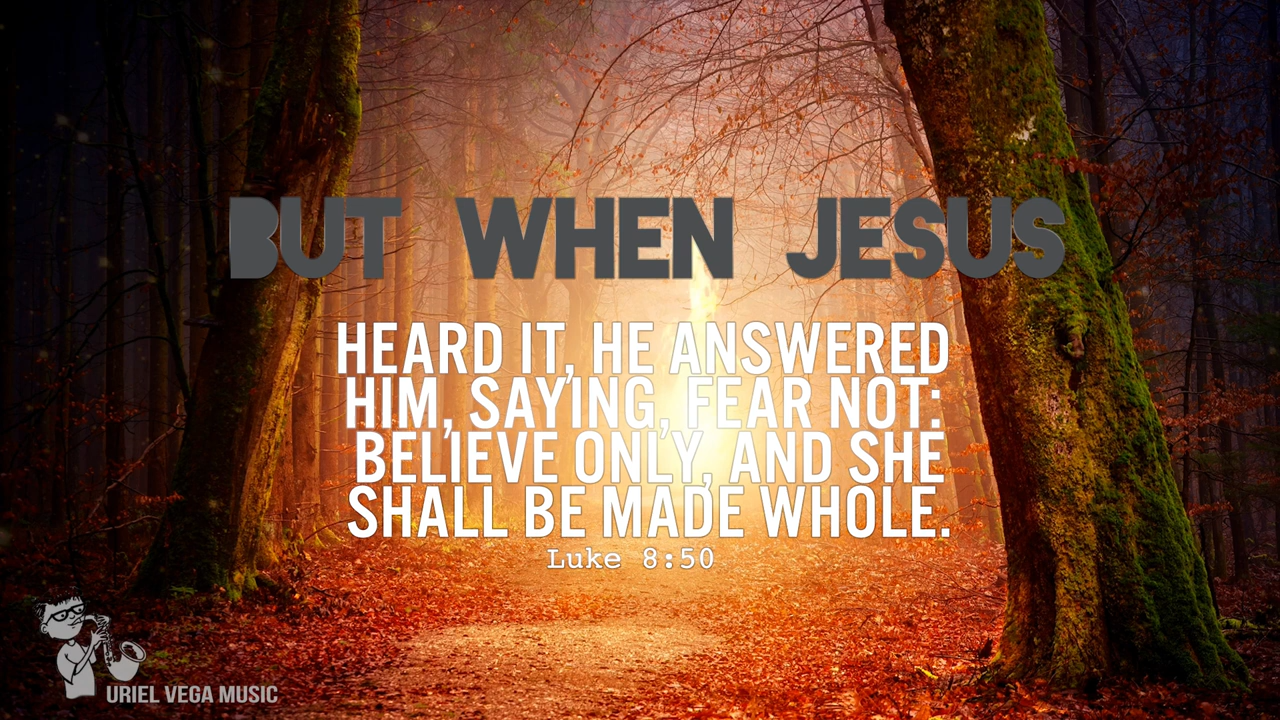 BUT WHEN JESUS
HEARD IT, HE ANSWERED
HIM, SAYING, FEAR NOT:
BELIEVE ONLY, AND SHE
SHALL BE MADE WHOLE.
Luke 8:50
URIEL VEGA MUSIC